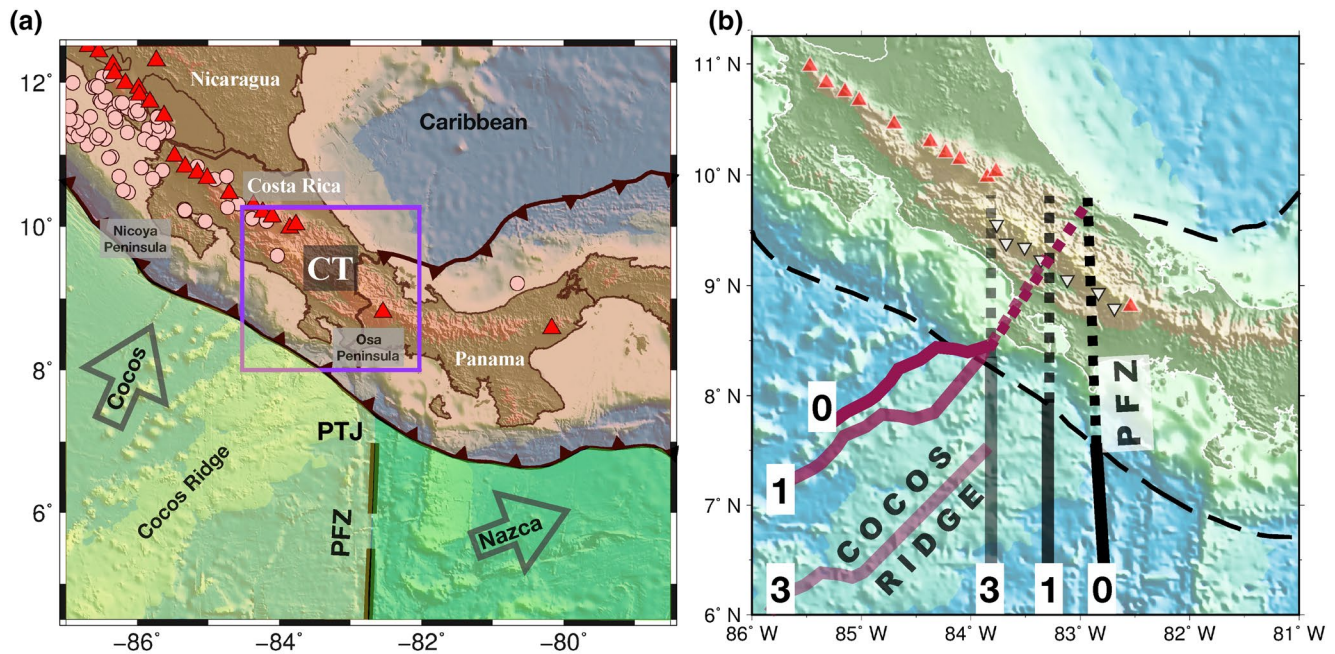 (a)
Nicaragua
Caribbean
Costa Rica
Nicoya
Peninsula
CT
Osa
Peninsula
Panama
Cocos
PTJ
Cocos Ridge
PFZ
Nazca
12°
10°
8°
6°
−86
−84
−82
−80
(b)
11° N
10° N
9° N
8° N
7° N
6° N
0
1
3
COCOS
RIDGE
3
1
0
PFZ
86° W
85° W
84° W
83° W
82° W
81° W